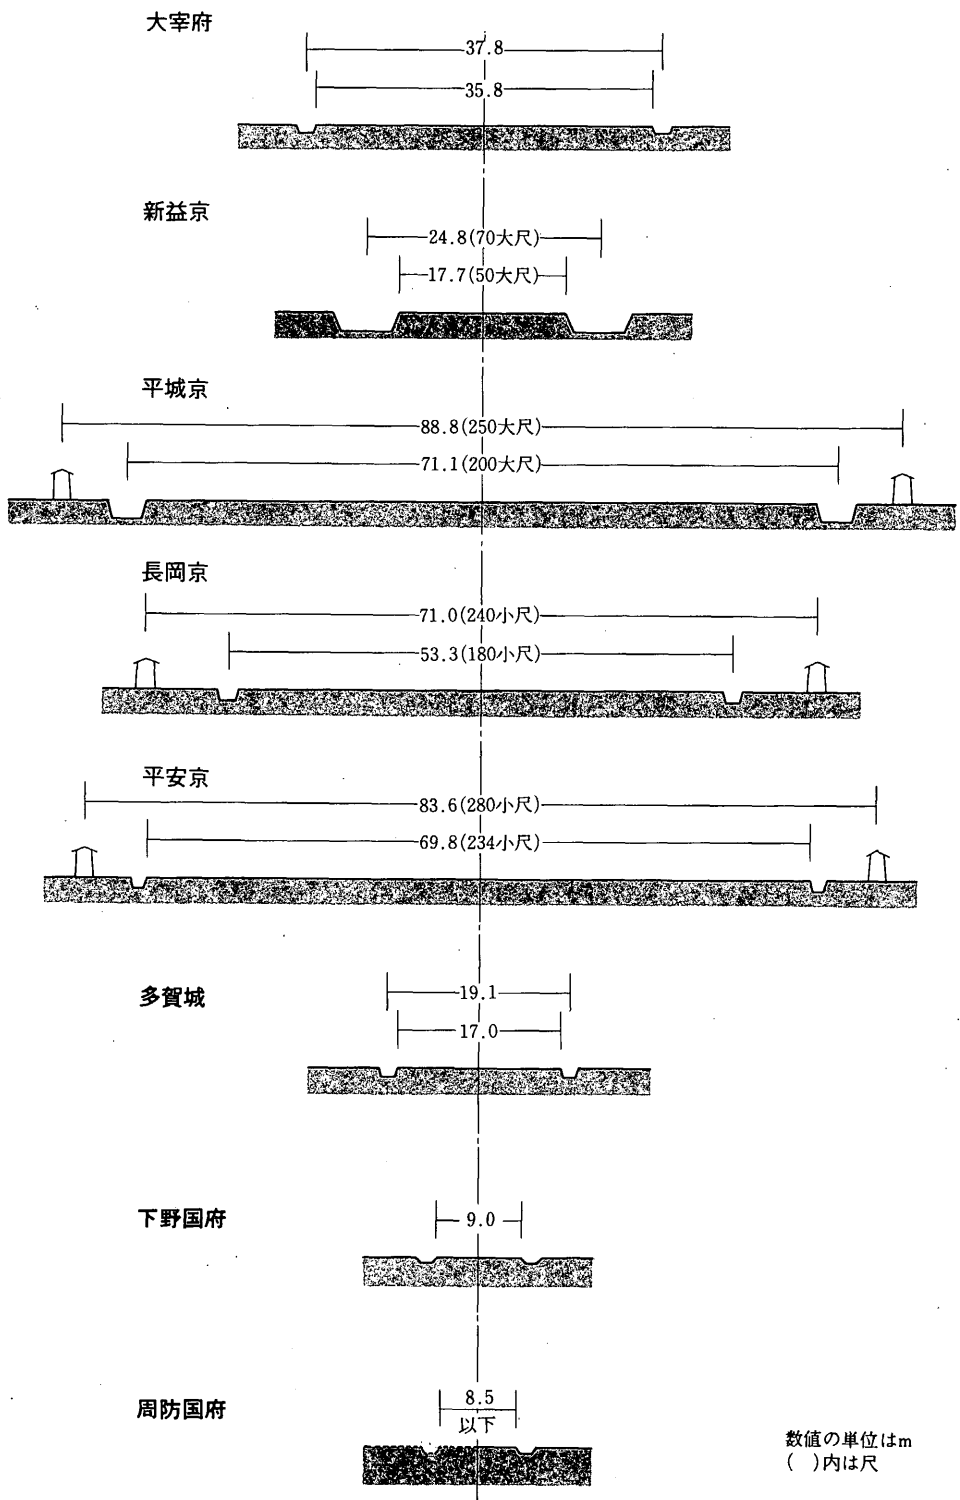 大宰府
37.8
35.8
新益京
24.8(70大尺)
17.7(50大尺)
平城京
88.8(250大尺)
71.1(200大尺)
長岡京
71.0(240小尺)
53.3(180小尺)
平安京
83.6(280小尺)
69.8(234小尺)
多賀城
19.1
17.0
下野国府
9.0
周防国府
8.5
以下
数値の単位はm
(　)内は尺